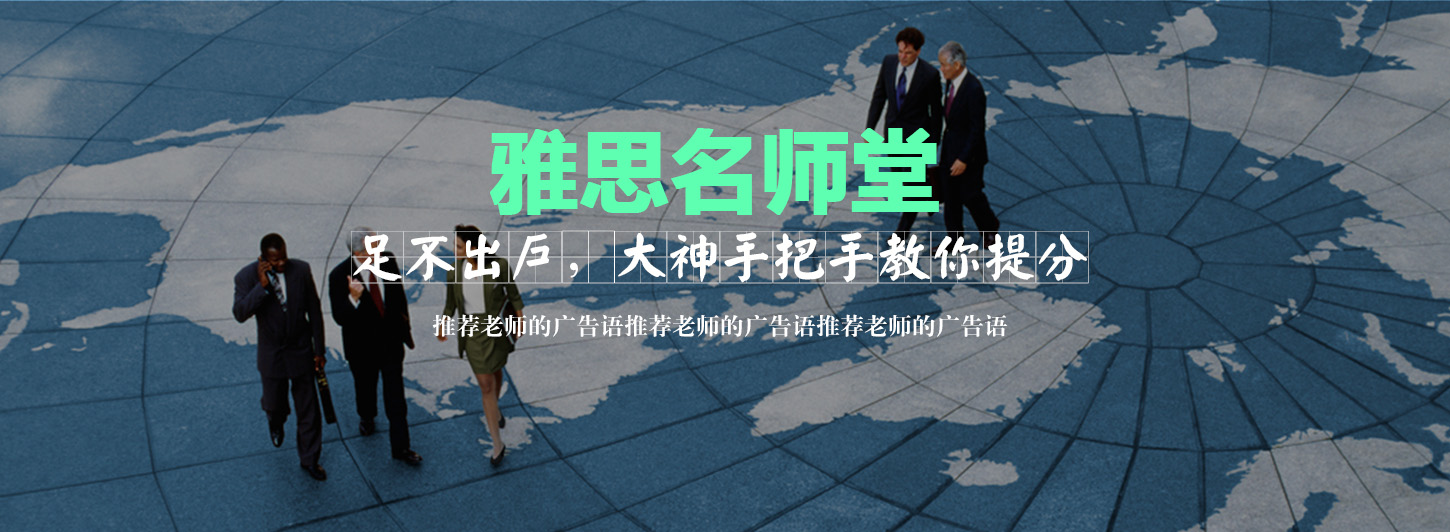 雅思名师堂
足不出户，大神手把手教你提分
推荐老师的广告语推荐老师的广告语推荐老师的广告语